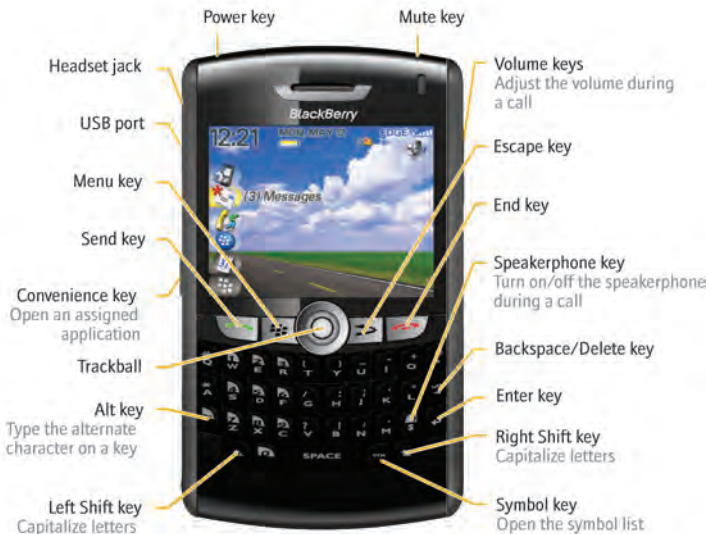 Power key
Mute key
Headset jack
USB port
Menu key
Send key
Convenience key
Open an assigned
application
Trackball
Alt key
Type the alternate
character on a key
Left Shift key
Capitalize letters
BlackBerry
12:21
MON, MAY 12
EDGE
(3) Messages
Q W E R T Y U I O P
A S D F G H J K L
Z X C V B N M $
SPACE
SYM
Volume keys
Adjust the volume during
a call
Escape key
End key
Speakerphone key
Turn on/off the speakerphone
during a call
Backspace/Delete key
Enter key
Right Shift key
Capitalize letters
Symbol key
Open the symbol list